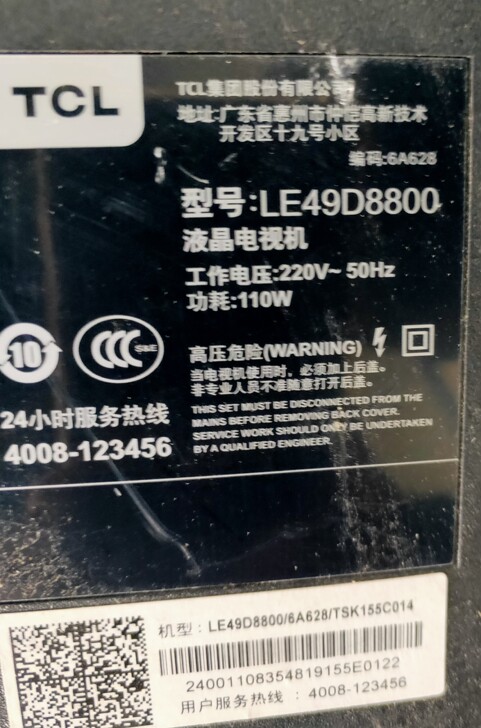 TCL
TCL集团股份有限公司
地址:广东省惠州市仲恺高新技术
开发区十九号小区
编码:6A628
型号:LE49D8800
液晶电视机
工作电压:220V~ 50Hz
功耗:110W
10
CCC S&E
高压危险(WARNING)
当电视机使用时，必须加上后盖。
非专业人员不准随意打开后盖。
THIS SET MUST BE DISCONNECTED FROM THE
MAINS BEFORE REMOVING BACK COVER.
SERVICE WORK SHOULD ONLY BE UNDERTAKEN
BY A QUALIFIED ENGINEER.
24小时服务热线
4008-123456
机型：LE49D8800/6A628/TSK155C014
24001108354819155E0122
用户服务热线 ： 4008-123456